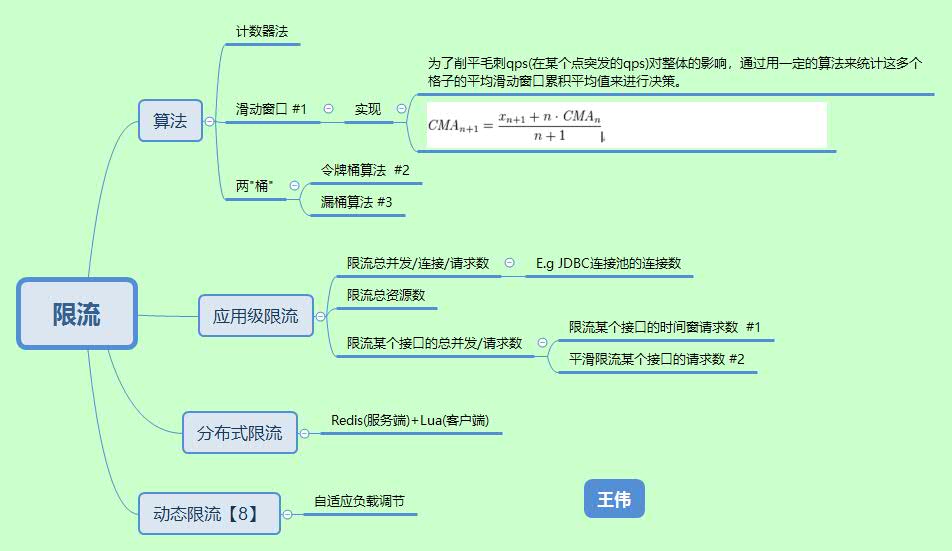 计数器法
为了削平毛刺qps(在某个点突发的qps)对整体的影响，通过用一定的算法来统计这多个
格子的平均滑动窗口累积平均值来进行决策。
算法
滑动窗口 #1
实现
CMAₙ₊₁ = (xₙ₊₁ + n · CMAₙ) / (n + 1)
两"桶"
令牌桶算法 #2
漏桶算法 #3
限流
应用级限流
限流总并发/连接/请求数
E.g JDBC连接池的连接数
限流总资源数
限流某个接口的总并发/请求数
限流某个接口的时间窗请求数 #1
平滑限流某个接口的请求数 #2
分布式限流
Redis(服务端)+Lua(客户端)
动态限流【8】
自适应负载调节
王伟